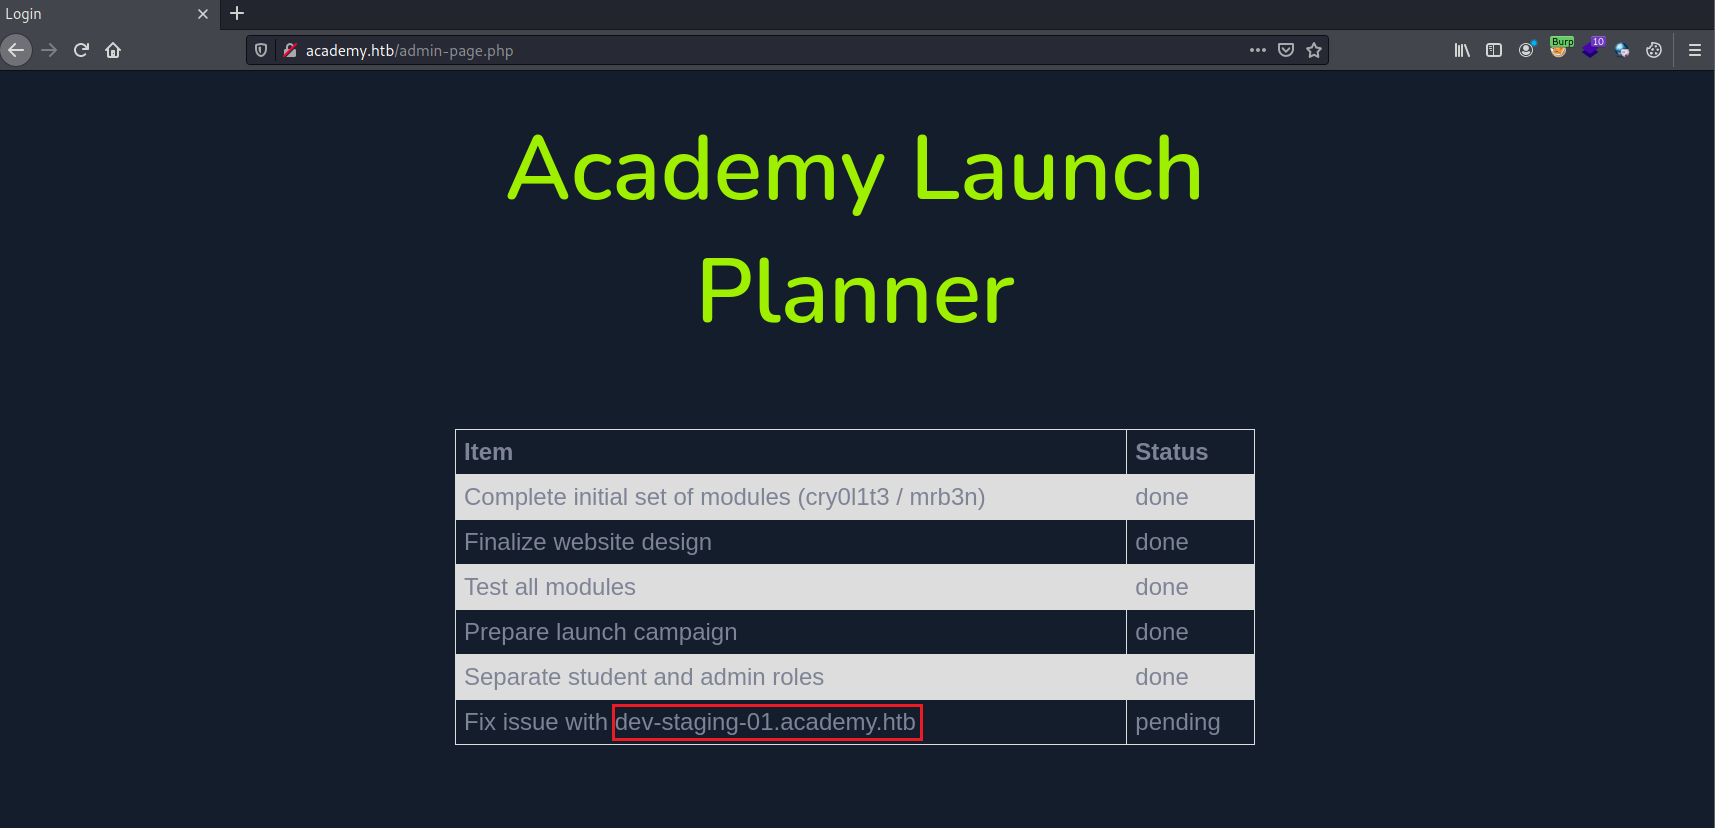 Login
academy.htb/admin-page.php
Burp
10
Academy Launch
Planner
Item Status
Complete initial set of modules (cry0l1t3 / mrb3n) done
Finalize website design done
Test all modules done
Prepare launch campaign done
Separate student and admin roles done
Fix issue with dev-staging-01.academy.htb pending